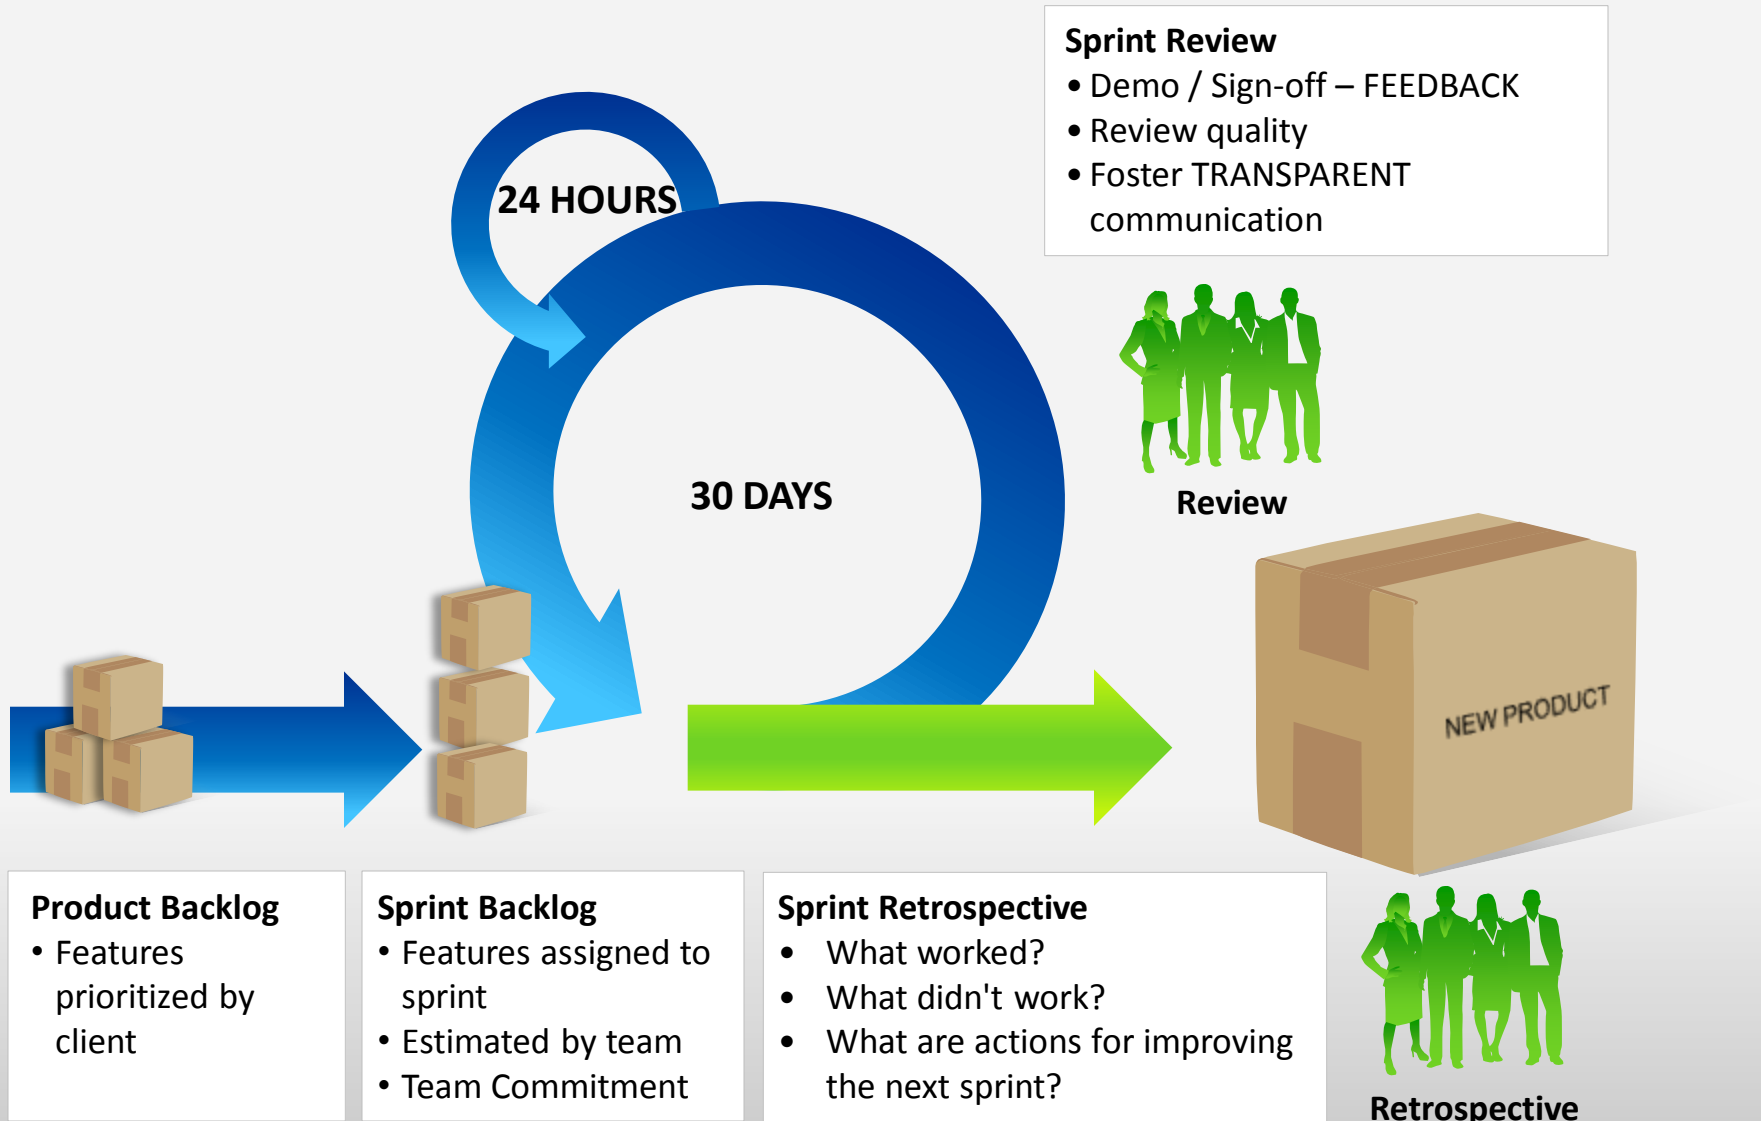 Sprint Review
• Demo / Sign-off – FEEDBACK
• Review quality
• Foster TRANSPARENT
communication
24 HOURS
30 DAYS
Review
NEW PRODUCT
Product Backlog
• Features
prioritized by
client
Sprint Backlog
• Features assigned to
sprint
• Estimated by team
• Team Commitment
Sprint Retrospective
• What worked?
• What didn't work?
• What are actions for improving
the next sprint?
Retrospective